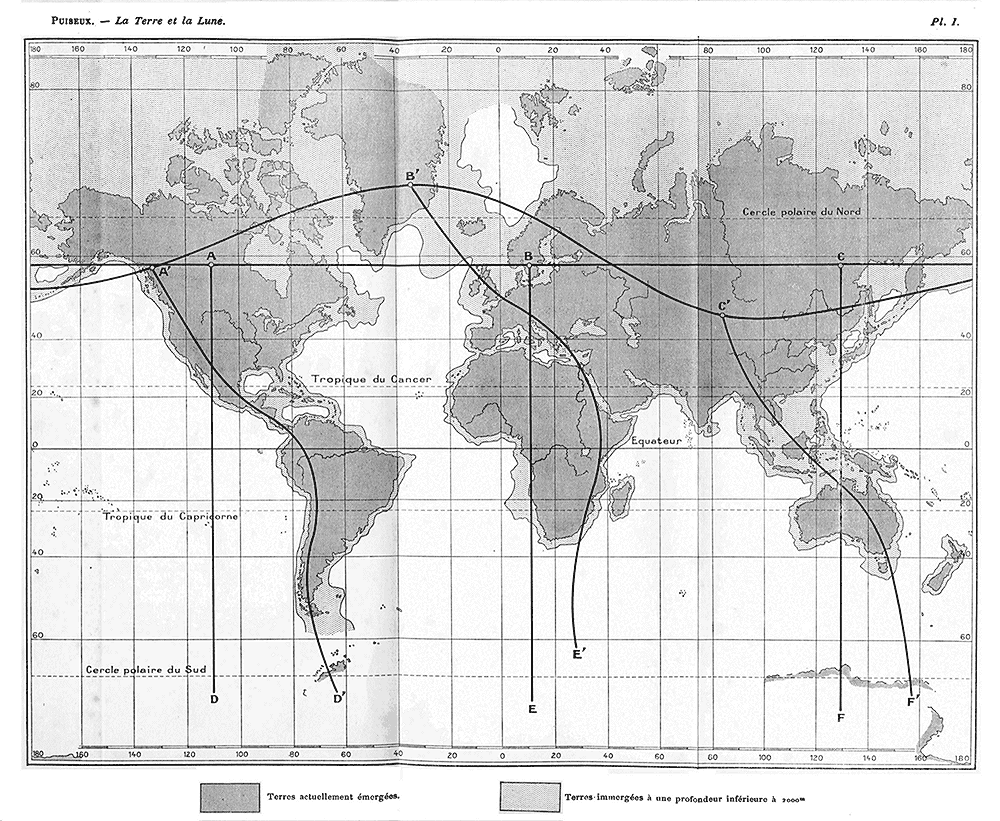 PUISEUX. — La Terre et la Lune. Pl. I.
180 160 140 120 100 80 60 40 20 0 20 40 60 80 100 120 140 160 180
80 80
B'
Cercle polaire du Nord
60 A' A B C 60
C'
40 40
Tropique du Cancer
20 20
Equateur
0 0
20 20
Tropique du Capricorne
40 40
60 60
E'
Cercle polaire du Sud
D D' E F F'
180 160 140 120 100 80 60 40 20 0 20 40 60 80 100 120 140 160 180
Terres actuellement émergées.
Terres immergées à une profondeur inférieure à 2000m